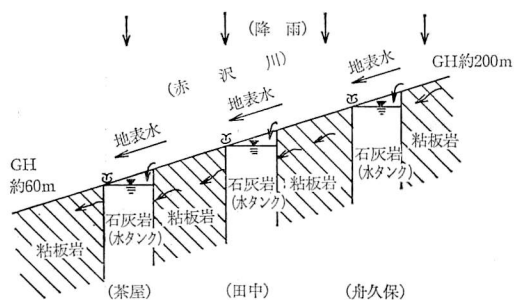 (降 雨)
(赤 沢 川)
地表水
地表水
地表水
GH約200m
GH
約60m
粘板岩
石灰岩
(水タンク)
粘板岩
石灰岩
(水タンク)
粘板岩
石灰岩
(水タンク)
粘板岩
(茶屋)
(田中)
(舟久保)